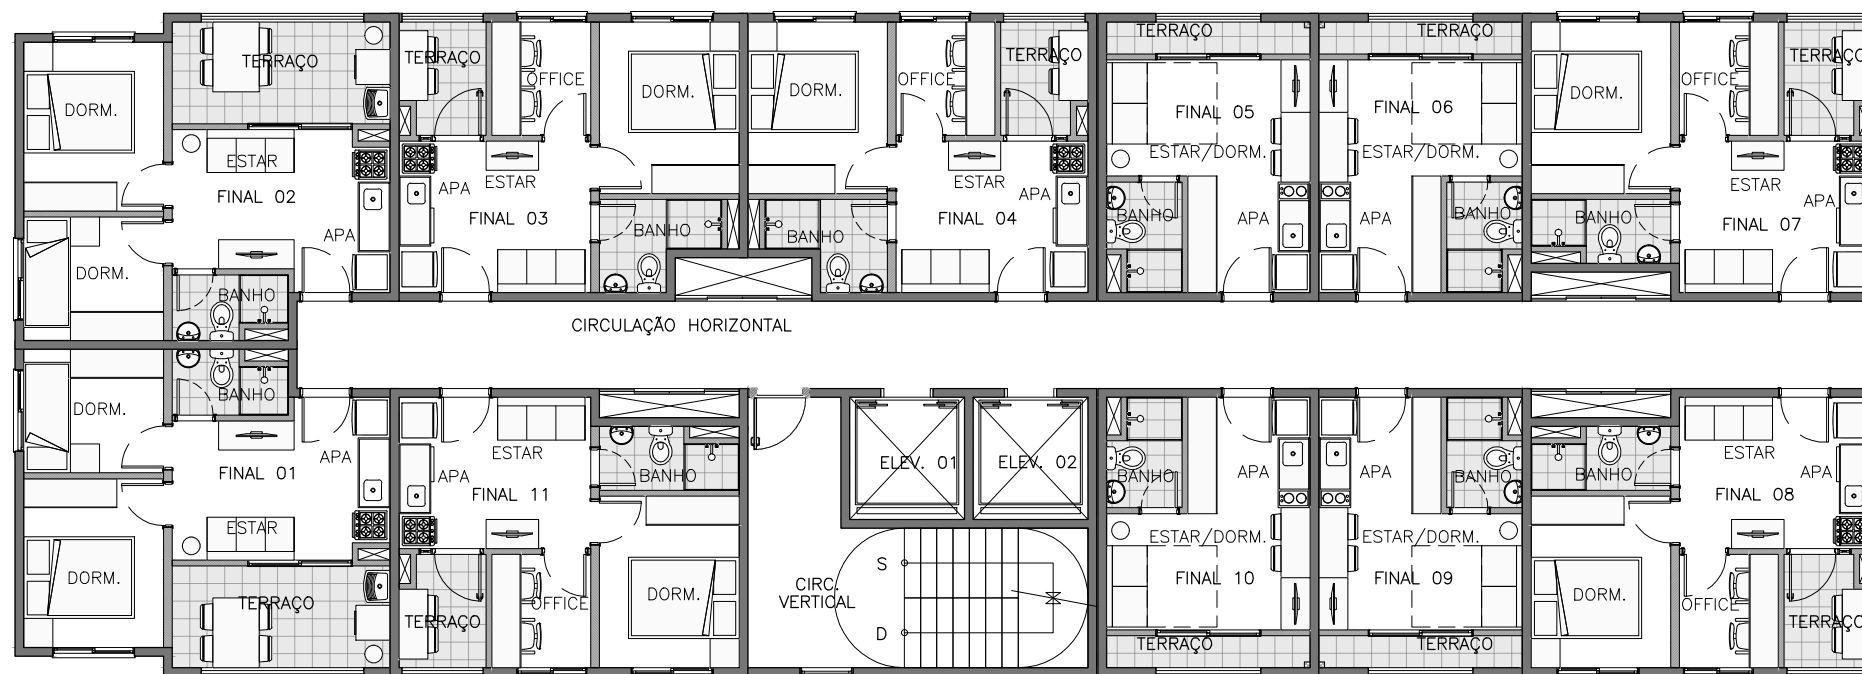 TERRAÇO
TERRAÇO
OFFICE
DORM.
DORM.
OFFICE
TERRAÇO
TERRAÇO
TERRAÇO
DORM.
OFFICE
TERRAÇO
DORM.
FINAL 05
FINAL 06
ESTAR
FINAL 02
APA
ESTAR
FINAL 03
ESTAR
APA
FINAL 04
ESTAR/DORM.
ESTAR/DORM.
ESTAR
APA
FINAL 07
BANHO
BANHO
BANHO
APA
APA
BANHO
BANHO
APA
DORM.
BANHO
CIRCULAÇÃO HORIZONTAL
BANHO
DORM.
APA
FINAL 01
ESTAR
APA
FINAL 11
BANHO
ELEV. 01
ELEV. 02
BANHO
APA
APA
BANHO
BANHO
ESTAR
APA
FINAL 08
ESTAR
DORM.
TERRAÇO
TERRAÇO
OFFICE
DORM.
S
CIRC.
VERTICAL
D
ESTAR/DORM.
FINAL 10
ESTAR/DORM.
FINAL 09
TERRAÇO
TERRAÇO
DORM.
OFFICE
TERRAÇO